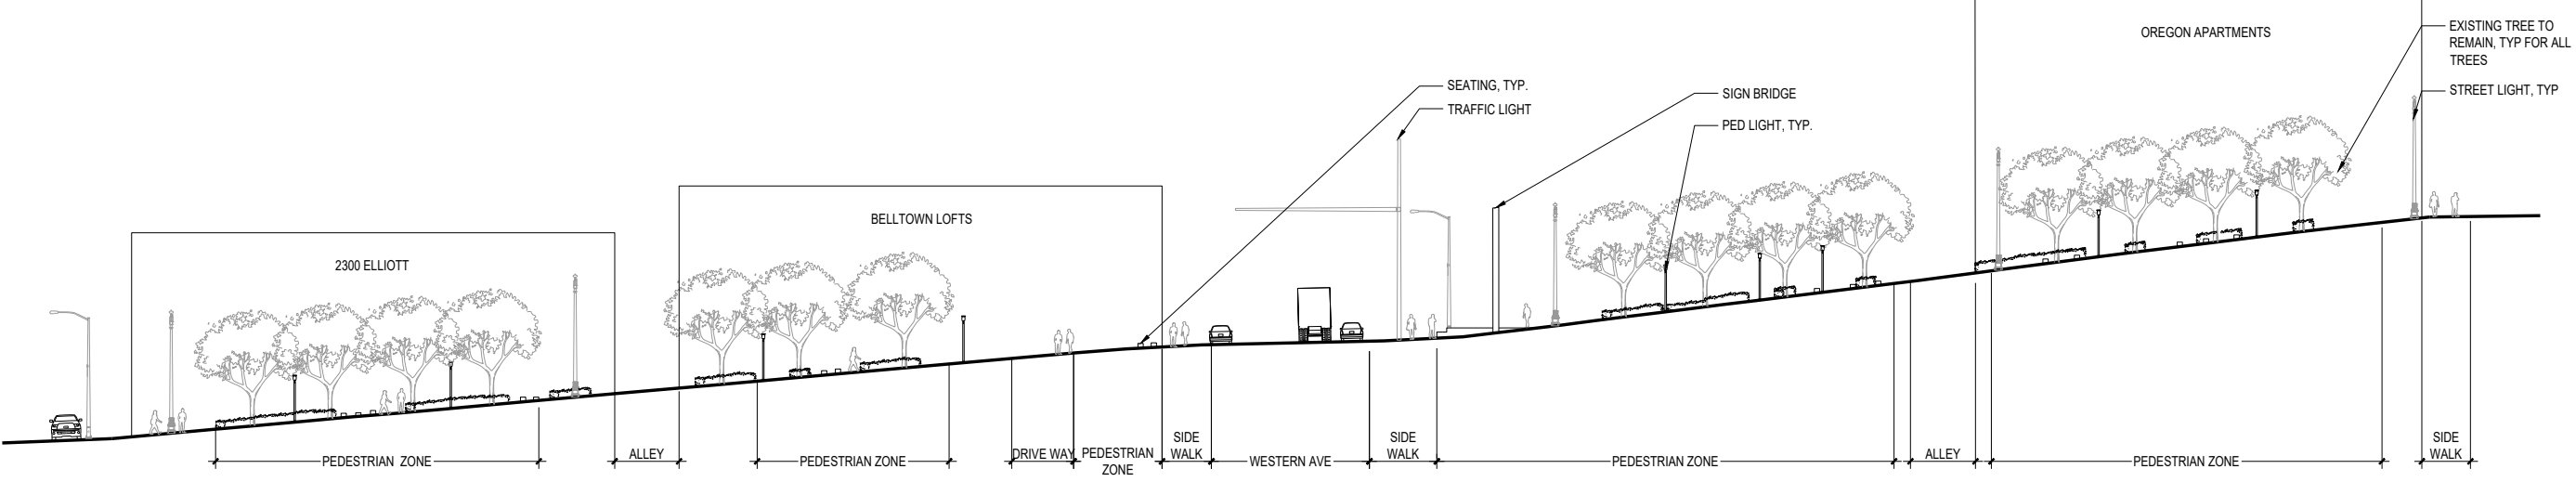 OREGON APARTMENTS
EXISTING TREE TO
REMAIN, TYP FOR ALL
TREES
STREET LIGHT, TYP
SEATING, TYP.
TRAFFIC LIGHT
SIGN BRIDGE
PED LIGHT, TYP.
BELLTOWN LOFTS
2300 ELLIOTT
PEDESTRIAN ZONE
ALLEY
PEDESTRIAN ZONE
DRIVE WAY
PEDESTRIAN
ZONE
SIDE
WALK
WESTERN AVE
SIDE
WALK
PEDESTRIAN ZONE
ALLEY
PEDESTRIAN ZONE
SIDE
WALK